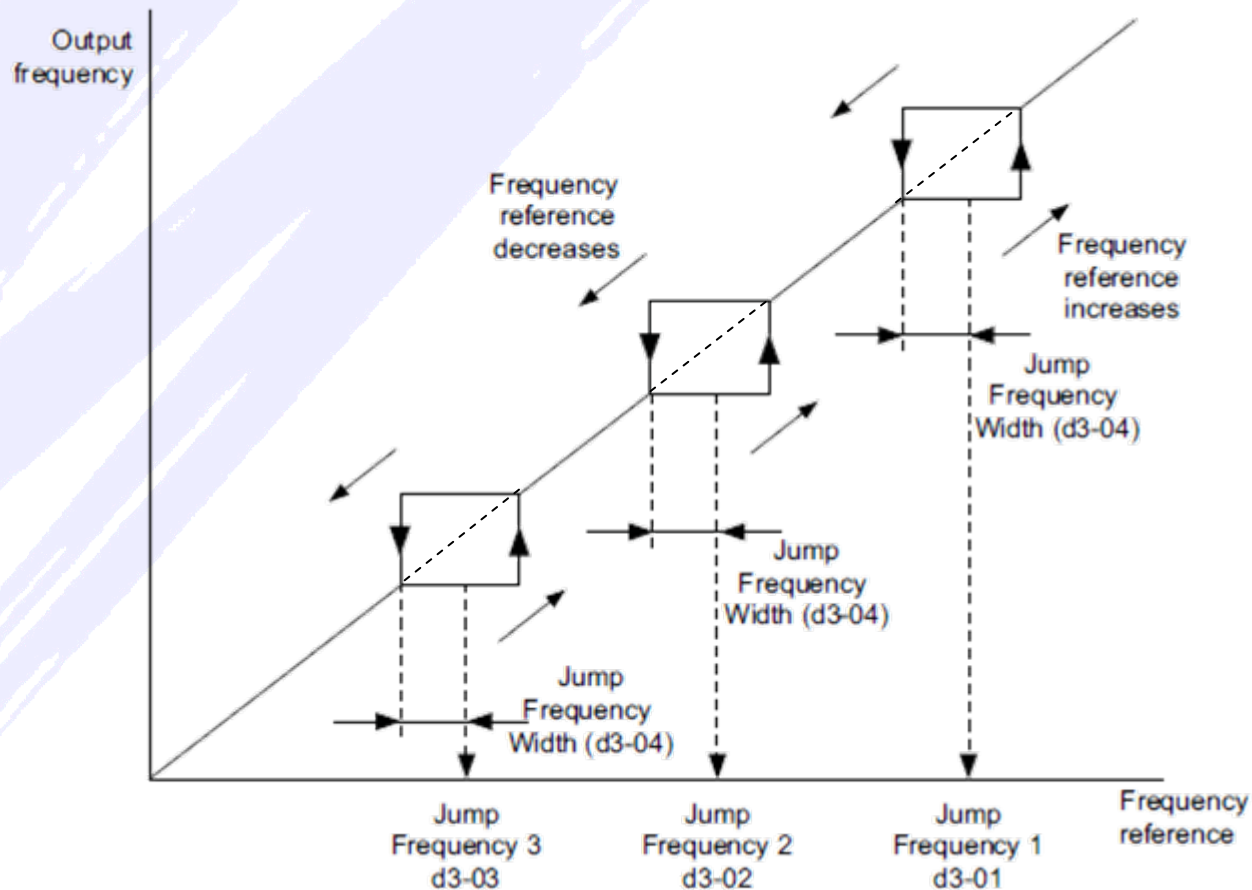 Output
frequency
Frequency
reference
decreases
Frequency
reference
increases
Jump
Frequency
Width (d3-04)
Jump
Frequency
Width (d3-04)
Jump
Frequency
Width (d3-04)
Jump
Frequency 3
d3-03
Jump
Frequency 2
d3-02
Jump
Frequency 1
d3-01
Frequency
reference